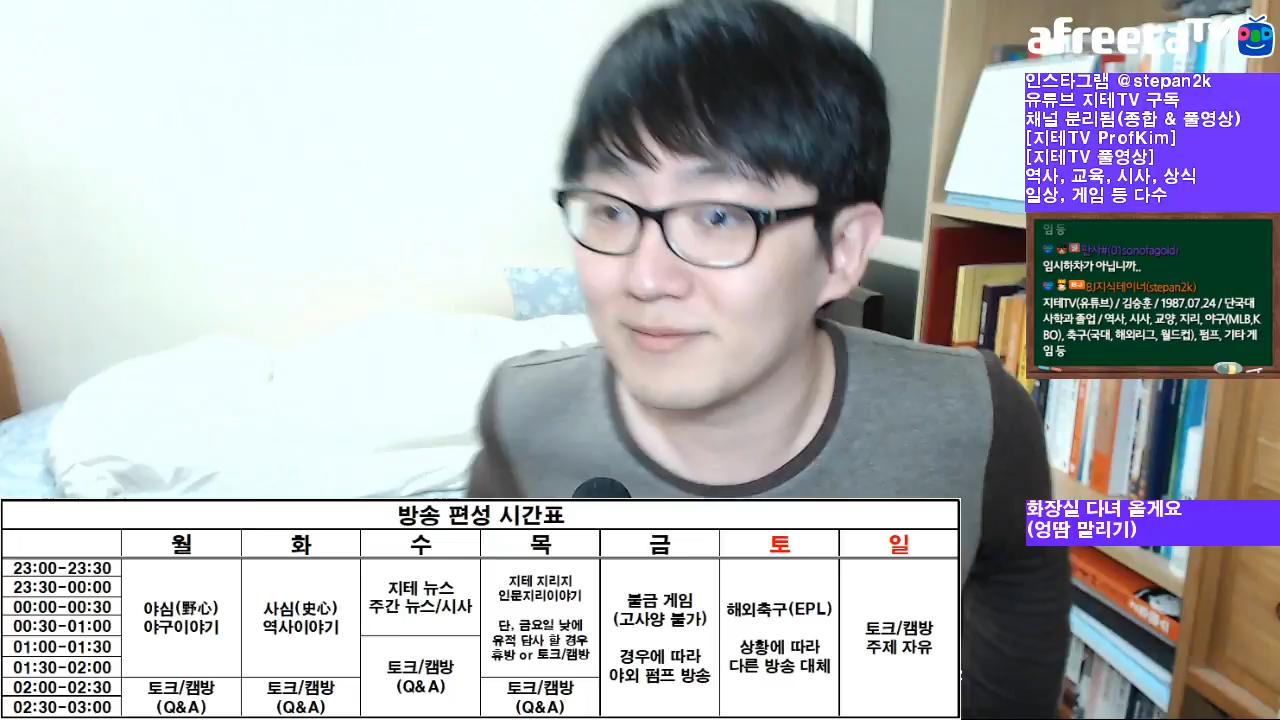 afreecaTV
인스타그램 @stepan2k
유튜브 지테TV 구독
채널 분리됨(종합 & 풀영상)
[지테TV ProfKim]
[지테TV 풀영상]
역사, 교육, 시사, 상식
일상, 게임 등 다수
임 등
판사#(01sonofagold)
임시하차가 아닙니까..
BJ지식테이너(stepan2k)
지테TV(유튜브) / 김승훈 / 1987.07.24 / 단국대
사학과 졸업 / 역사, 시사, 교양, 지리, 야구(MLB,K
BO), 축구(국대, 해외리그, 월드컵), 펌프, 기타 게
임 등
화장실 다녀 올게요
(엉땀 말리기)
방송 편성 시간표
월 화 수 목 금 토 일
23:00-23:30
23:30-00:00
00:00-00:30
00:30-01:00
01:00-01:30
01:30-02:00
02:00-02:30
02:30-03:00
야심(野心)
야구이야기
토크/캠방
(Q&A)
사심(史心)
역사이야기
토크/캠방
(Q&A)
지테 뉴스
주간 뉴스/시사
토크/캠방
(Q&A)
지테 지리지
인문지리이야기
단, 금요일 낮에
유적 답사 할 경우
휴방 or 토크/캠방
토크/캠방
(Q&A)
불금 게임
(고사양 불가)
경우에 따라
야외 펌프 방송
해외축구(EPL)
상황에 따라
다른 방송 대체
토크/캠방
주제 자유